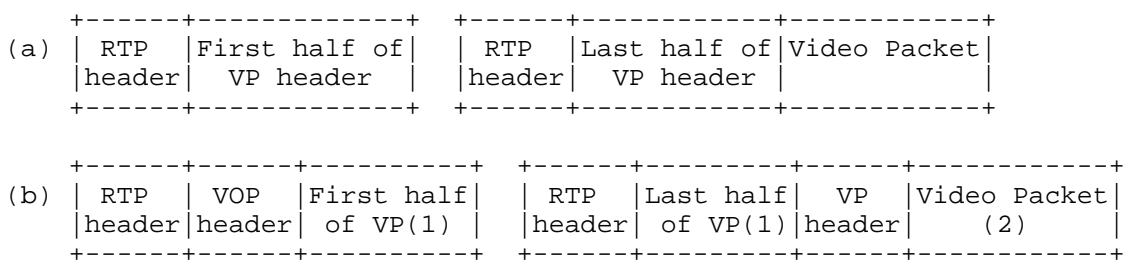 +------+-------------+   +------+------------+------------+
(a)  | RTP  |First half of|   | RTP  |Last half of|Video Packet|
     |header|  VP header  |   |header|  VP header |            |
     +------+-------------+   +------+------------+------------+
     +------+------+----------+   +------+---------+------+------------+
(b)  | RTP  | VOP  |First half|   | RTP  |Last half|  VP  |Video Packet|
     |header|header| of VP(1) |   |header| of VP(1)|header|    (2)     |
     +------+------+----------+   +------+---------+------+------------+